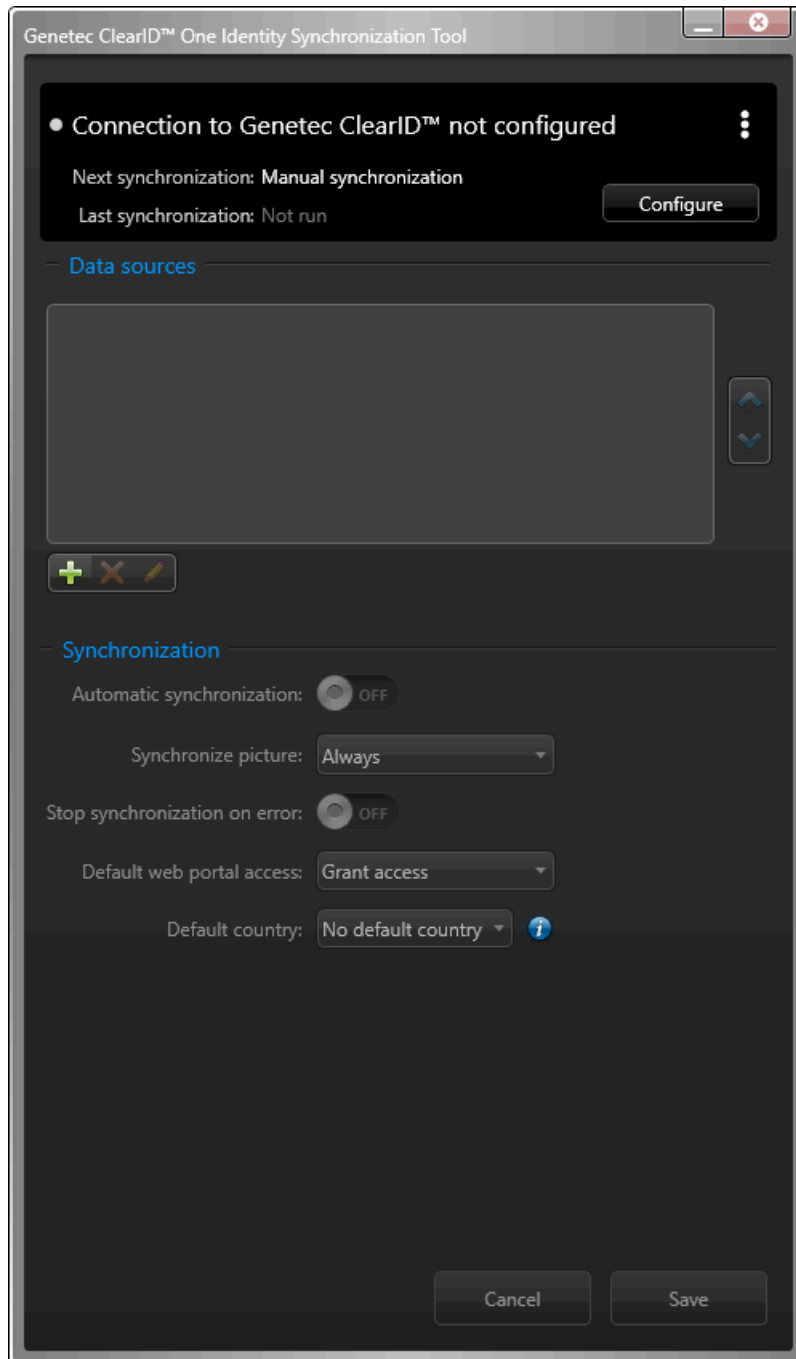 Genetec ClearID™ One Identity Synchronization Tool
Connection to Genetec ClearID™ not configured
Next synchronization: Manual synchronization
Last synchronization: Not run
Configure
Data sources
Synchronization
Automatic synchronization: OFF
Synchronize picture: Always
Stop synchronization on error: OFF
Default web portal access: Grant access
Default country: No default country
Cancel Save